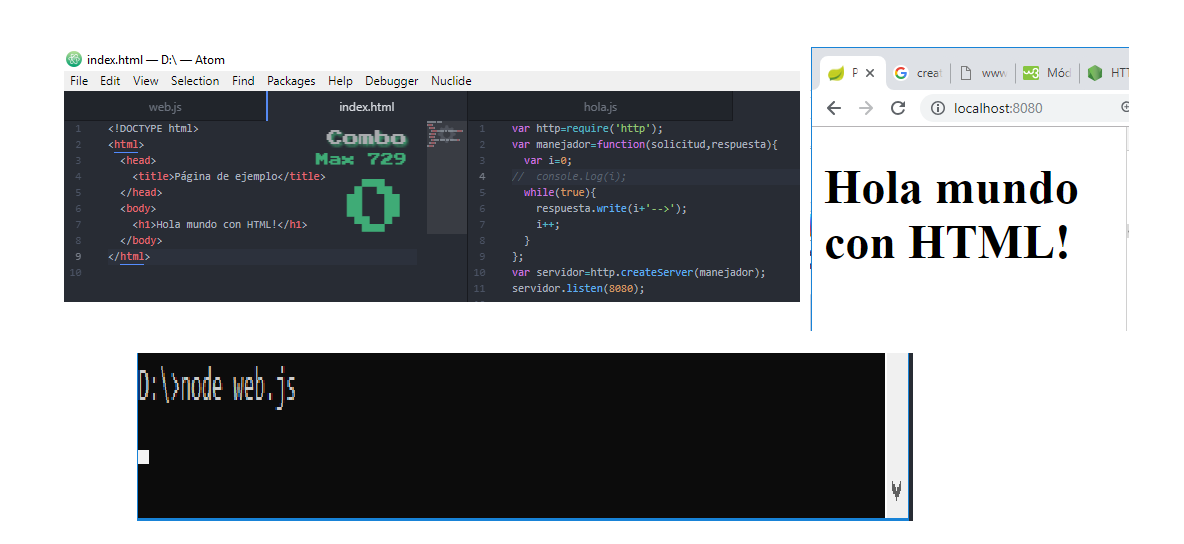 index.html — D:\ — Atom
File Edit View Selection Find Packages Help Debugger Nuclide
web.js index.html hola.js
1 <!DOCTYPE html>
2 <html>
3 <head>
4 <title>Página de ejemplo</title>
5 </head>
6 <body>
7 <h1>Hola mundo con HTML!</h1>
8 </body>
9 </html>
10
Combo
Max 729
0
1 var http=require('http');
2 var manejador=function(solicitud,respuesta){
3 var i=0;
4 // console.log(i);
5 while(true){
6 respuesta.write(i+'-->');
7 i++;
8 }
9 };
10 var servidor=http.createServer(manejador);
11 servidor.listen(8080);
P creat www. Mód HTT
localhost:8080
Hola mundo
con HTML!
D:\>node web.js